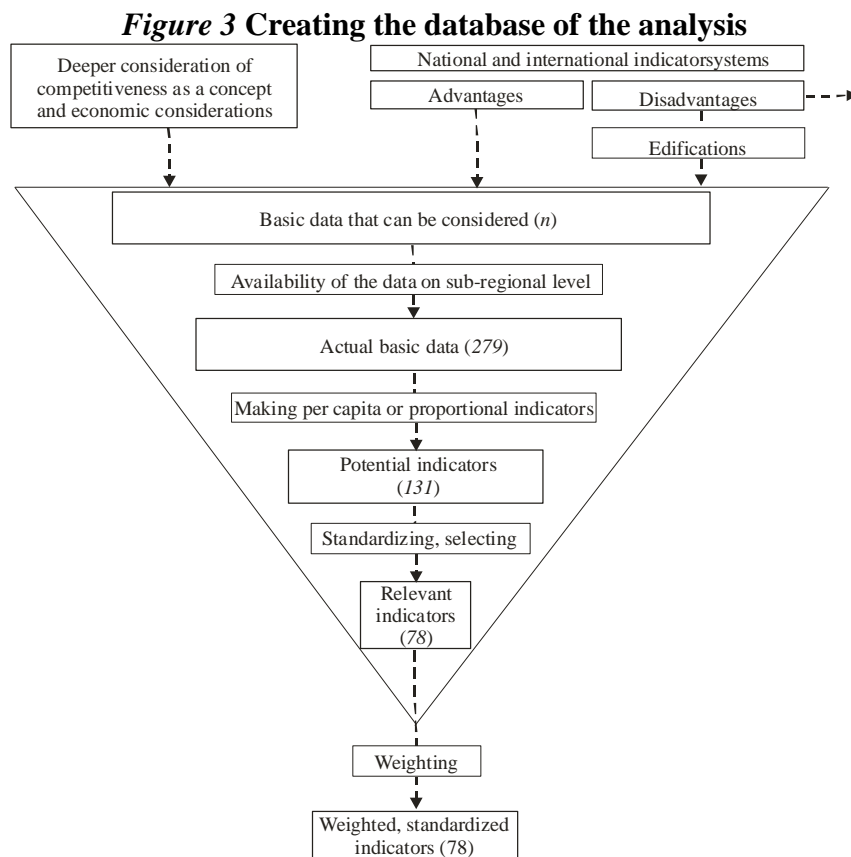 Figure 3 Creating the database of the analysis
Deeper consideration of
competitiveness as a concept
and economic considerations
National and international indicatorsystems
Advantages
Disadvantages
Edifications
Basic data that can be considered (n)
Availability of the data on sub-regional level
Actual basic data (279)
Making per capita or proportional indicators
Potential indicators
(131)
Standardizing, selecting
Relevant
indicators
(78)
Weighting
Weighted, standardized
indicators (78)